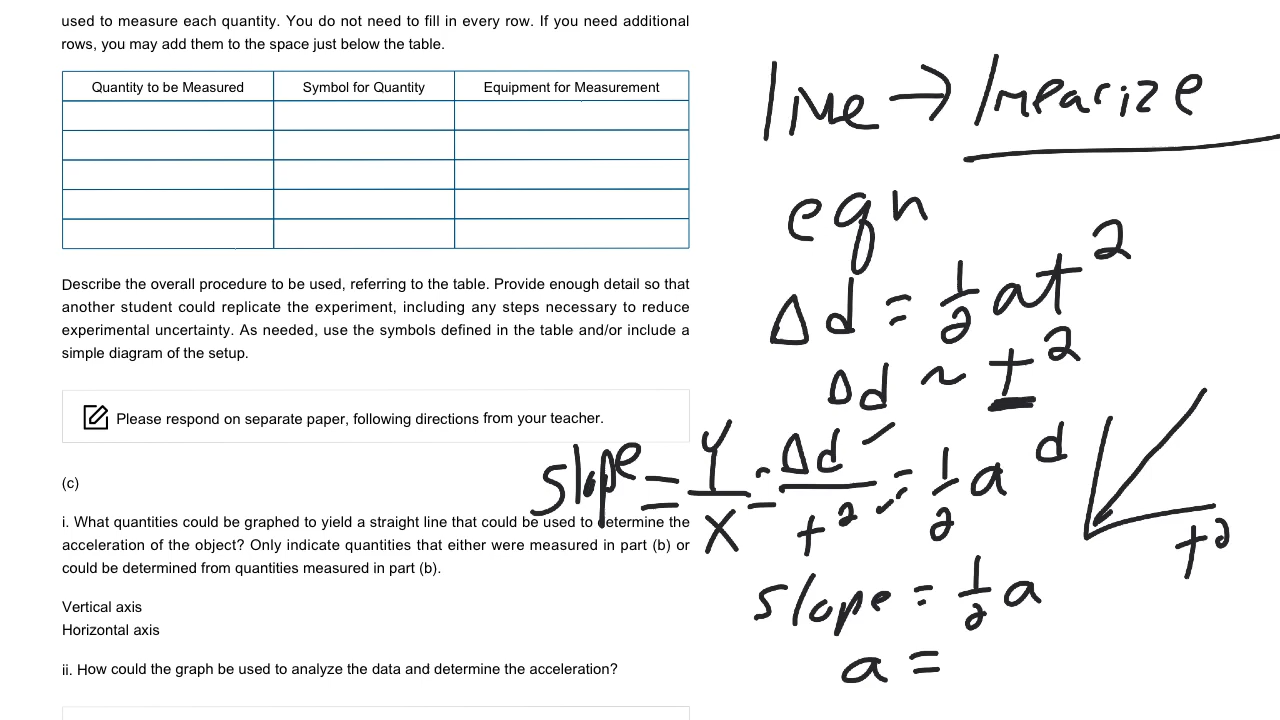 used to measure each quantity. You do not need to fill in every row. If you need additional
rows, you may add them to the space just below the table.
Quantity to be Measured Symbol for Quantity Equipment for Measurement
Describe the overall procedure to be used, referring to the table. Provide enough detail so that
another student could replicate the experiment, including any steps necessary to reduce
experimental uncertainty. As needed, use the symbols defined in the table and/or include a
simple diagram of the setup.
Please respond on separate paper, following directions from your teacher.
(c)
i. What quantities could be graphed to yield a straight line that could be used to determine the
acceleration of the object? Only indicate quantities that either were measured in part (b) or
could be determined from quantities measured in part (b).
Vertical axis
Horizontal axis
ii. How could the graph be used to analyze the data and determine the acceleration?
line → linearize
eqn
Δd = 1/2 at²
Δd ~ t²
slope = Y/X = Δd/t² = 1/2 a
d
t²
slope = 1/2 a
a =